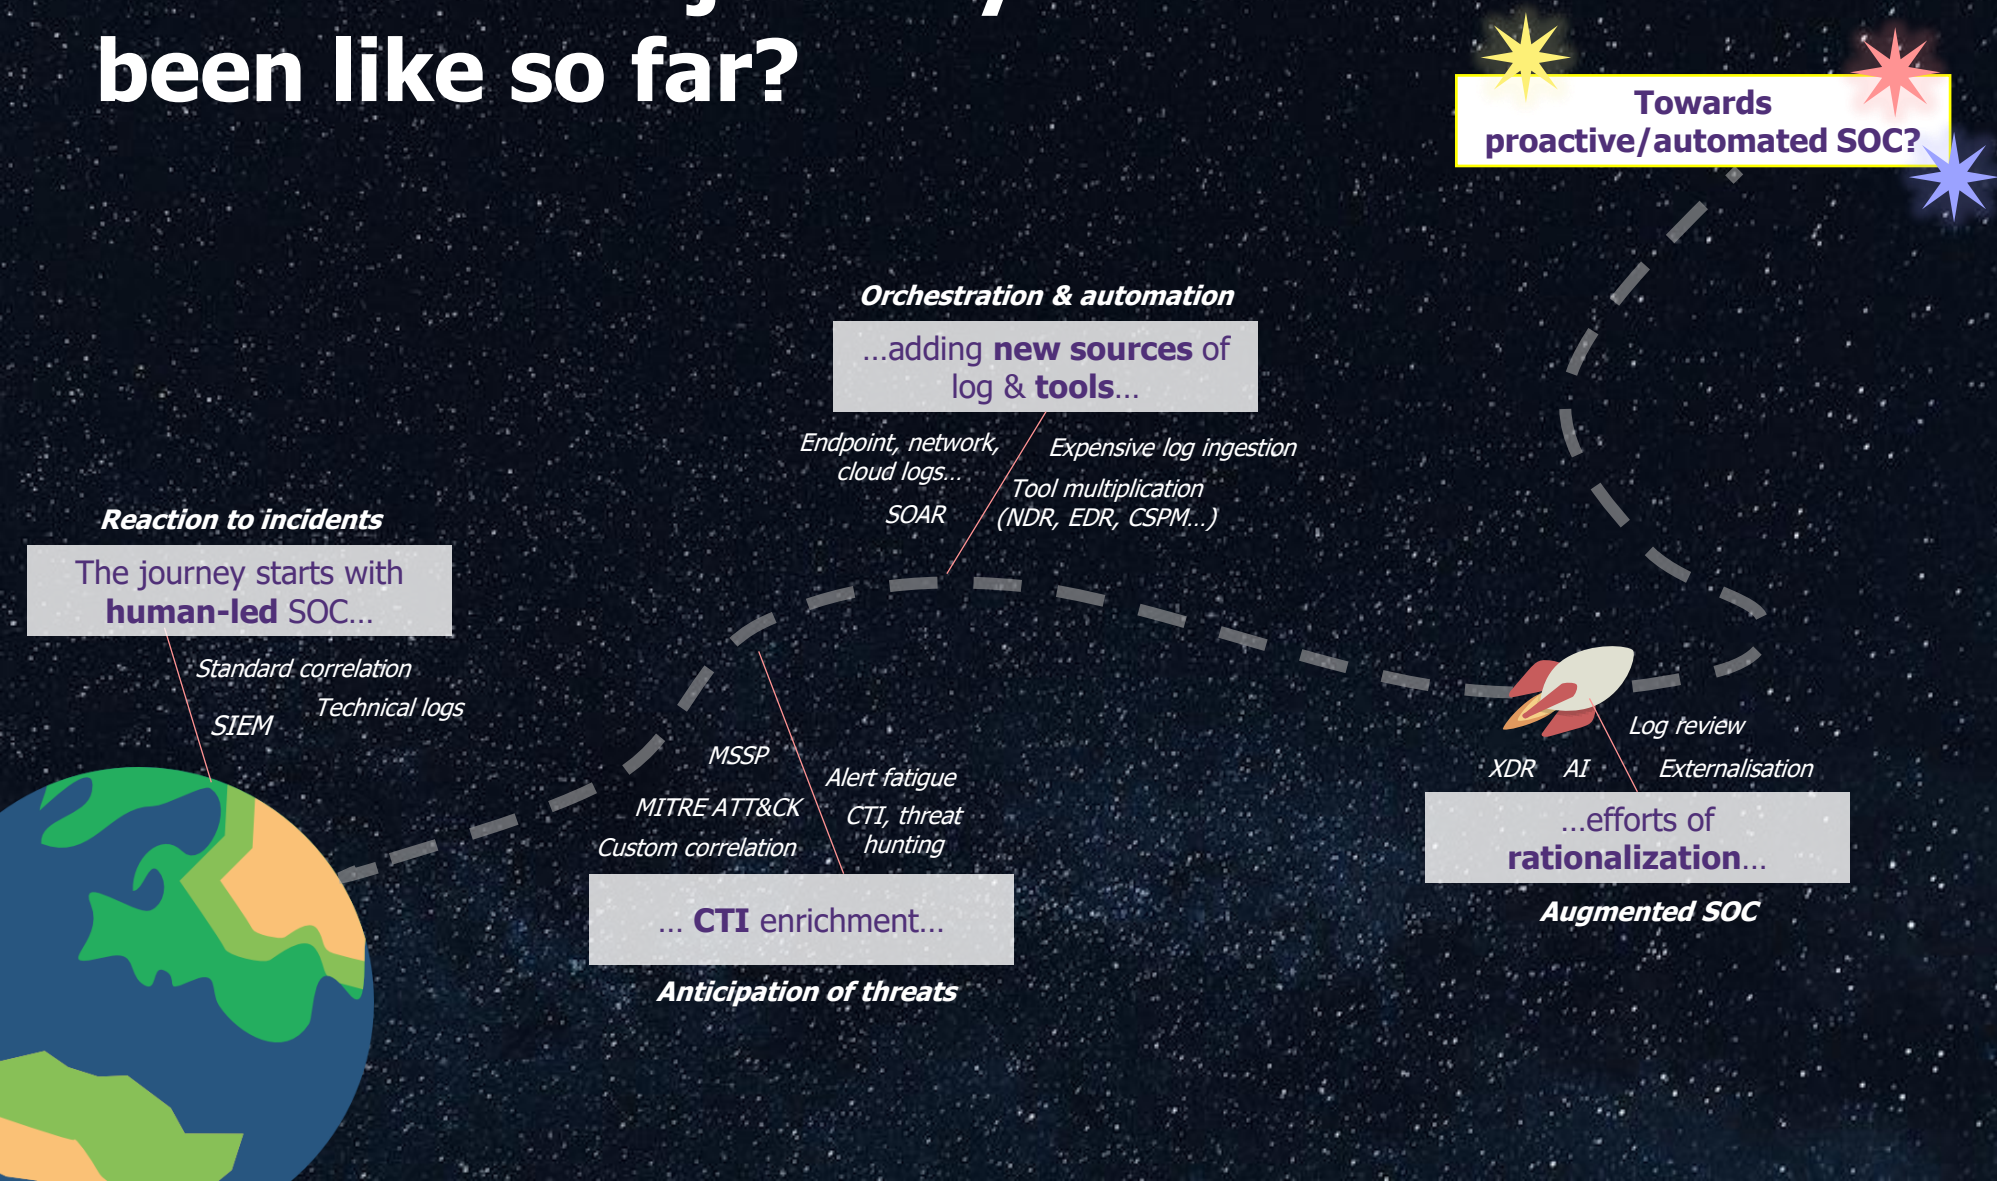 been like so far?
Towards
proactive/automated SOC?
Orchestration & automation
...adding new sources of
log & tools...
Endpoint, network,
cloud logs...
SOAR
Expensive log ingestion
Tool multiplication
(NDR, EDR, CSPM...)
Reaction to incidents
The journey starts with
human-led SOC...
Standard correlation
Technical logs
SIEM
MSSP
MITRE ATT&CK
Custom correlation
Alert fatigue
CTI, threat
hunting
... CTI enrichment...
Anticipation of threats
Log review
XDR
AI
Externalisation
...efforts of
rationalization...
Augmented SOC